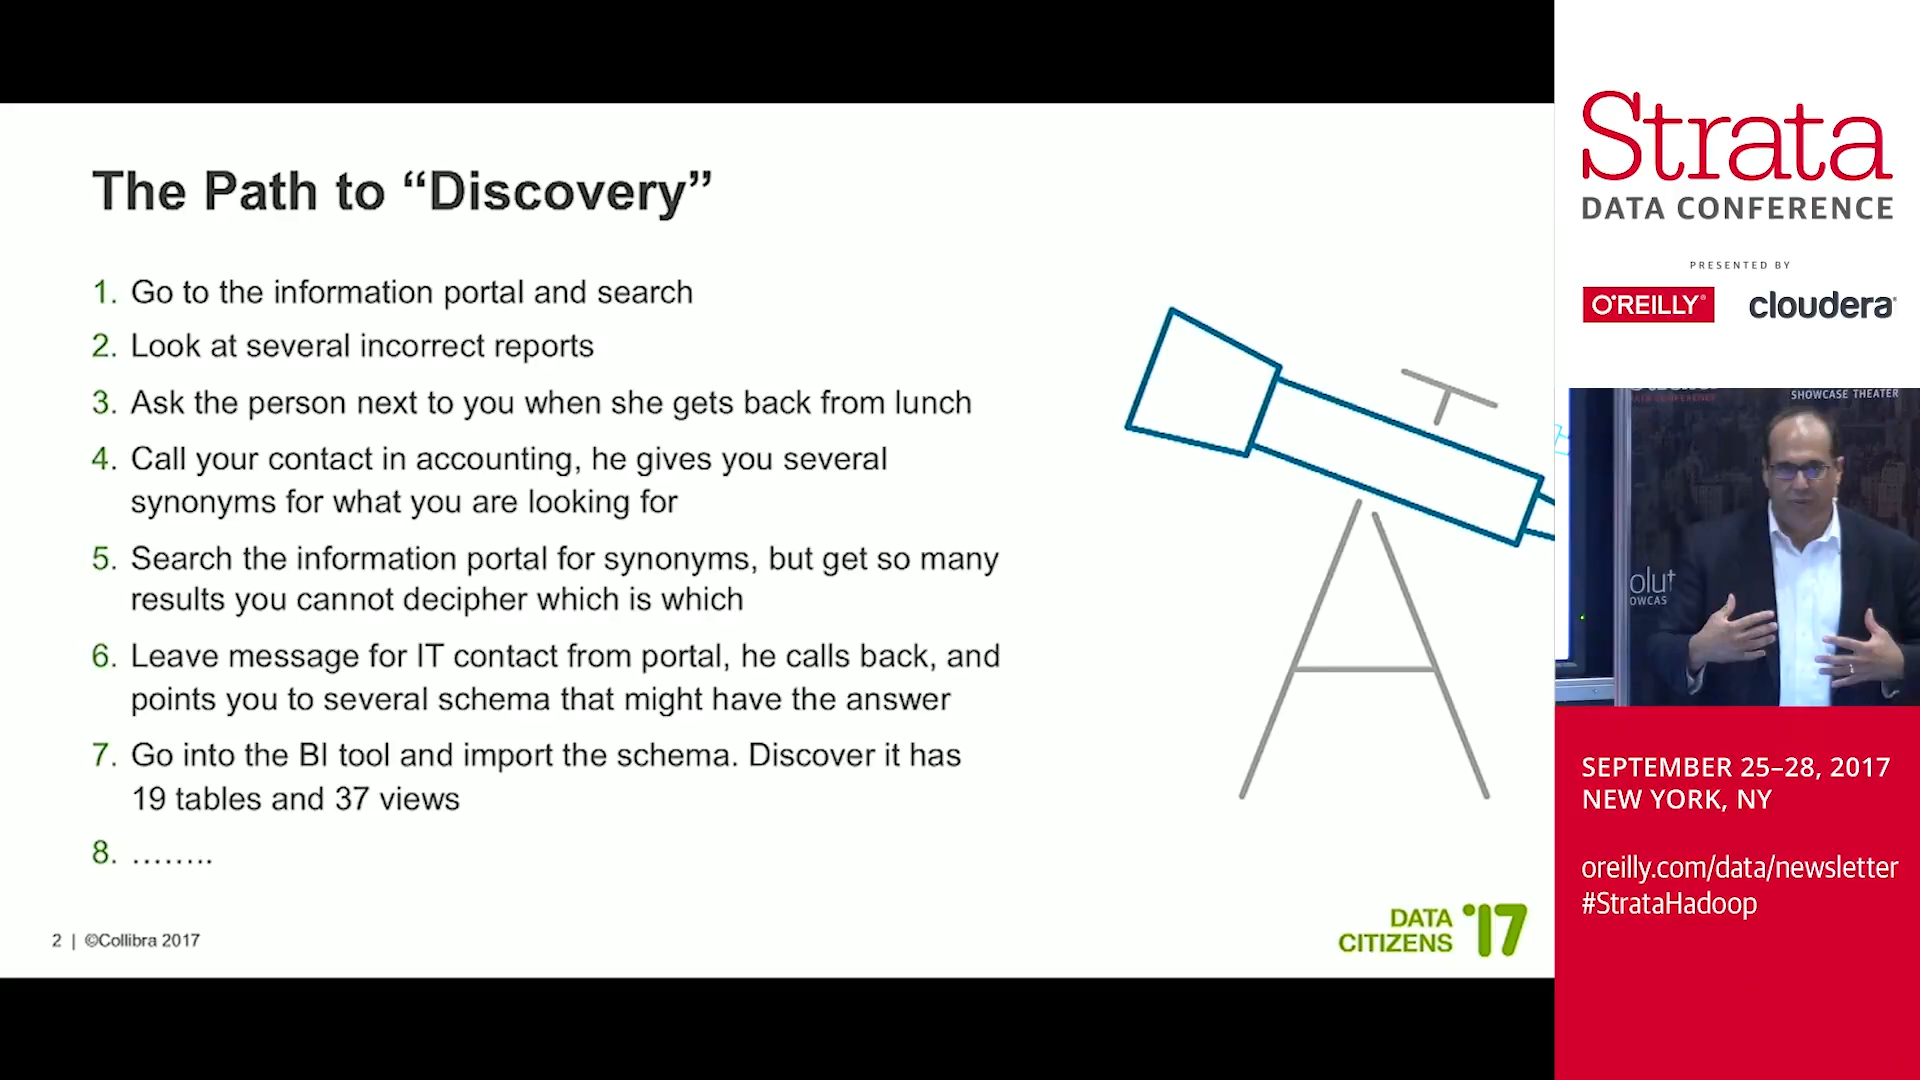 The Path to “Discovery”
1. Go to the information portal and search
2. Look at several incorrect reports
3. Ask the person next to you when she gets back from lunch
4. Call your contact in accounting, he gives you several
synonyms for what you are looking for
5. Search the information portal for synonyms, but get so many
results you cannot decipher which is which
6. Leave message for IT contact from portal, he calls back, and
points you to several schema that might have the answer
7. Go into the BI tool and import the schema. Discover it has
19 tables and 37 views
8. ........
2 | ©Collibra 2017
DATA
CITIZENS '17
Strata
DATA CONFERENCE
PRESENTED BY
O'REILLY® cloudera®
SHOWCASE THEATER
olut
OWCAS
SEPTEMBER 25–28, 2017
NEW YORK, NY
oreilly.com/data/newsletter
#StrataHadoop